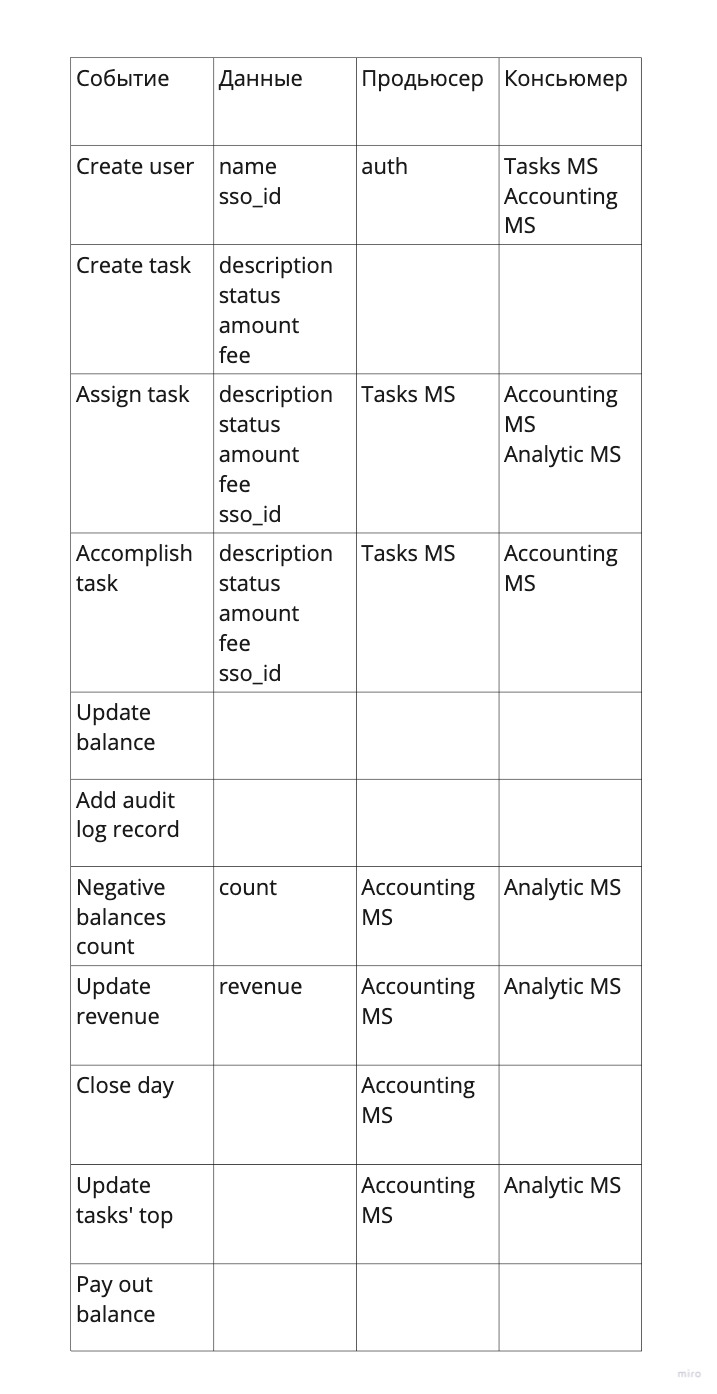 Событие Данные Продьюсер Консьюмер
Create user name auth Tasks MS
sso_id Accounting
MS
Create task description
status
amount
fee
Assign task description Tasks MS Accounting
status MS
amount Analytic MS
fee
sso_id
Accomplish description Tasks MS Accounting
task status MS
amount
fee
sso_id
Update
balance
Add audit
log record
Negative count Accounting Analytic MS
balances MS
count
Update revenue Accounting Analytic MS
revenue MS
Close day Accounting
MS
Update Accounting Analytic MS
tasks' top MS
Pay out
balance
miro